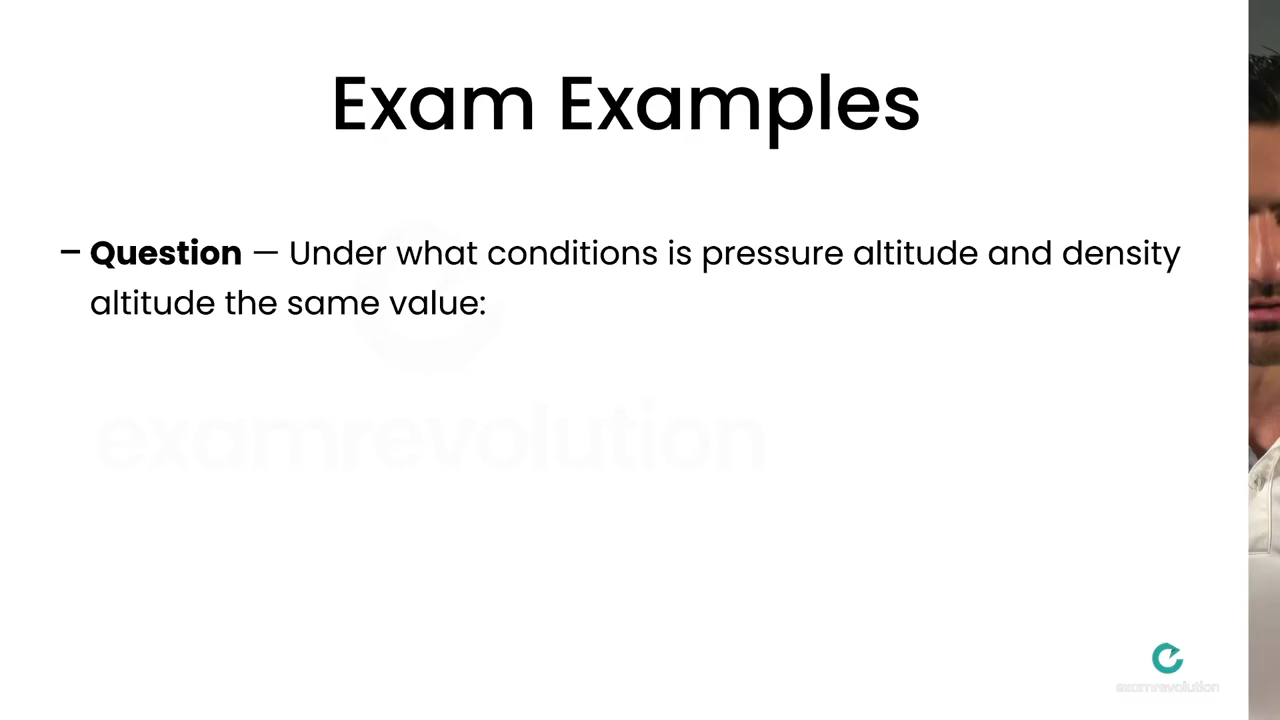 Exam Examples
– Question — Under what conditions is pressure altitude and density
altitude the same value:
examrevolution
examrevolution